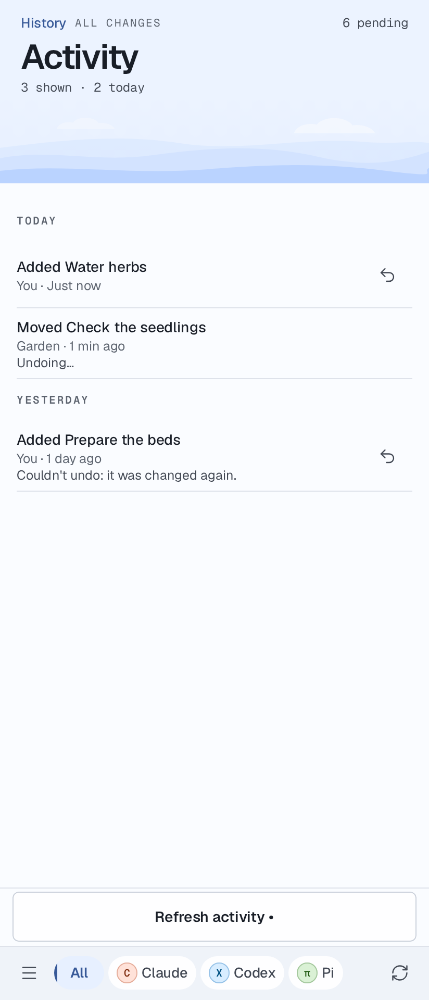 History ALL CHANGES 6 pending
Activity
3 shown · 2 today
TODAY
Added Water herbs
You · Just now
Moved Check the seedlings
Garden · 1 min ago
Undoing…
YESTERDAY
Added Prepare the beds
You · 1 day ago
Couldn't undo: it was changed again.
Refresh activity •
All C Claude X Codex π Pi